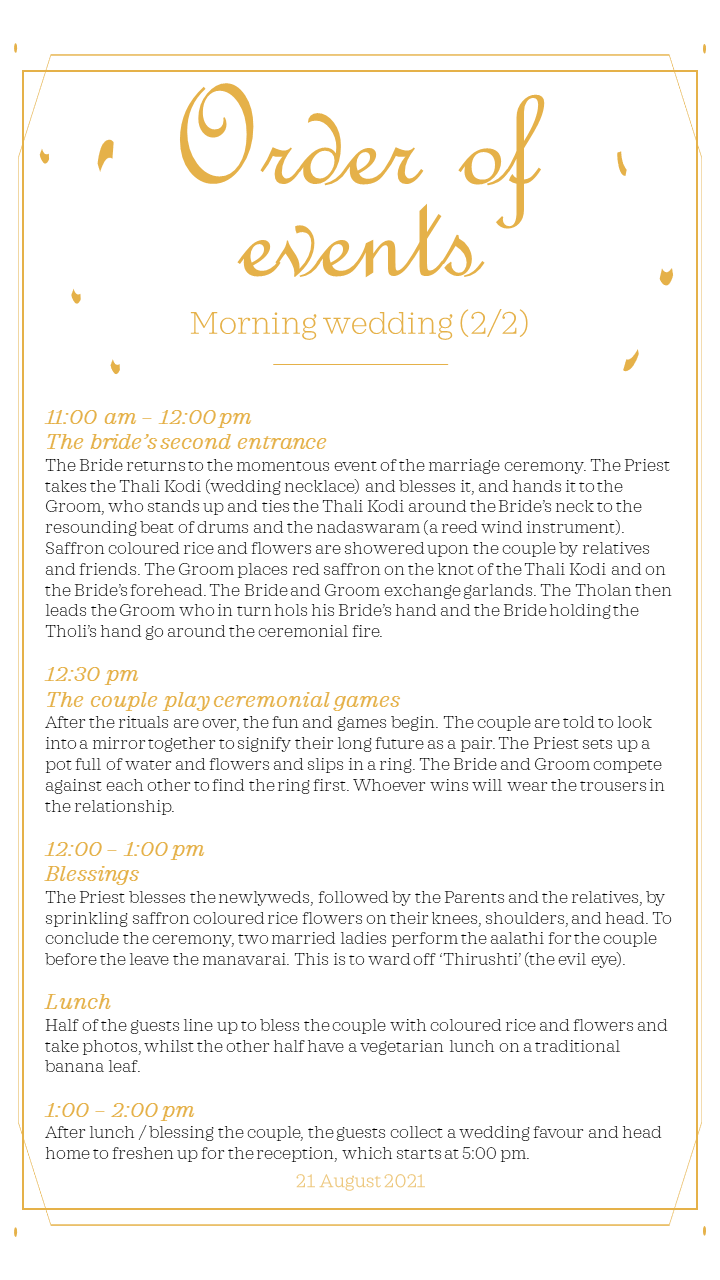 Order of
events
Morning wedding (2/2)
11:00 am – 12:00 pm
The bride's second entrance
The Bride returns to the momentous event of the marriage ceremony. The Priest
takes the Thali Kodi (wedding necklace) and blesses it, and hands it to the
Groom, who stands up and ties the Thali Kodi around the Bride's neck to the
resounding beat of drums and the nadaswaram (a reed wind instrument).
Saffron coloured rice and flowers are showered upon the couple by relatives
and friends. The Groom places red saffron on the knot of the Thali Kodi and on
the Bride's forehead. The Bride and Groom exchange garlands. The Tholan then
leads the Groom who in turn hols his Bride's hand and the Bride holding the
Tholi's hand go around the ceremonial fire.
12:30 pm
The couple play ceremonial games
After the rituals are over, the fun and games begin. The couple are told to look
into a mirror together to signify their long future as a pair. The Priest sets up a
pot full of water and flowers and slips in a ring. The Bride and Groom compete
against each other to find the ring first. Whoever wins will wear the trousers in
the relationship.
12:00 – 1:00 pm
Blessings
The Priest blesses the newlyweds, followed by the Parents and the relatives, by
sprinkling saffron coloured rice flowers on their knees, shoulders, and head. To
conclude the ceremony, two married ladies perform the aalathi for the couple
before the leave the manavarai. This is to ward off ‘Thirushti’ (the evil eye).
Lunch
Half of the guests line up to bless the couple with coloured rice and flowers and
take photos, whilst the other half have a vegetarian lunch on a traditional
banana leaf.
1:00 – 2:00 pm
After lunch / blessing the couple, the guests collect a wedding favour and head
home to freshen up for the reception, which starts at 5:00 pm.
21 August 2021